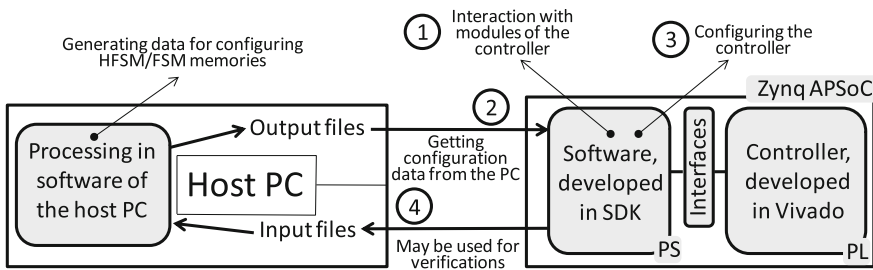 Generating data for configuring
HFSM/FSM memories
1
Interaction with
modules of the
controller
3
Configuring the
controller
Zynq APSoC
Processing in
software of
the host PC
Output files
Host PC
Input files
2
Getting
configuration
data from the PC
4
May be used for
verifications
Software,
developed
in SDK
PS
Interfaces
Controller,
developed
in Vivado
PL